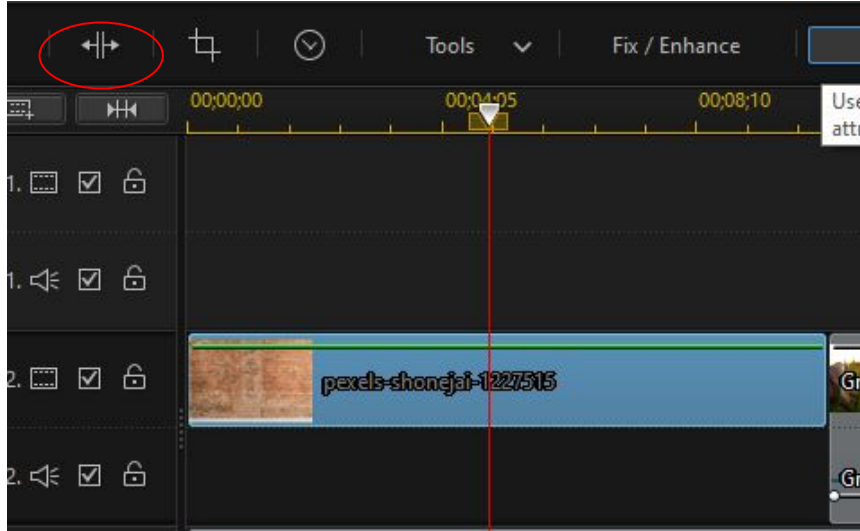 Tools Fix / Enhance
00;00;00 00;04;05 00;08;10
Use
attr
1.
1.
pexels-shonejai-1227515
2. Gr
2. Gr